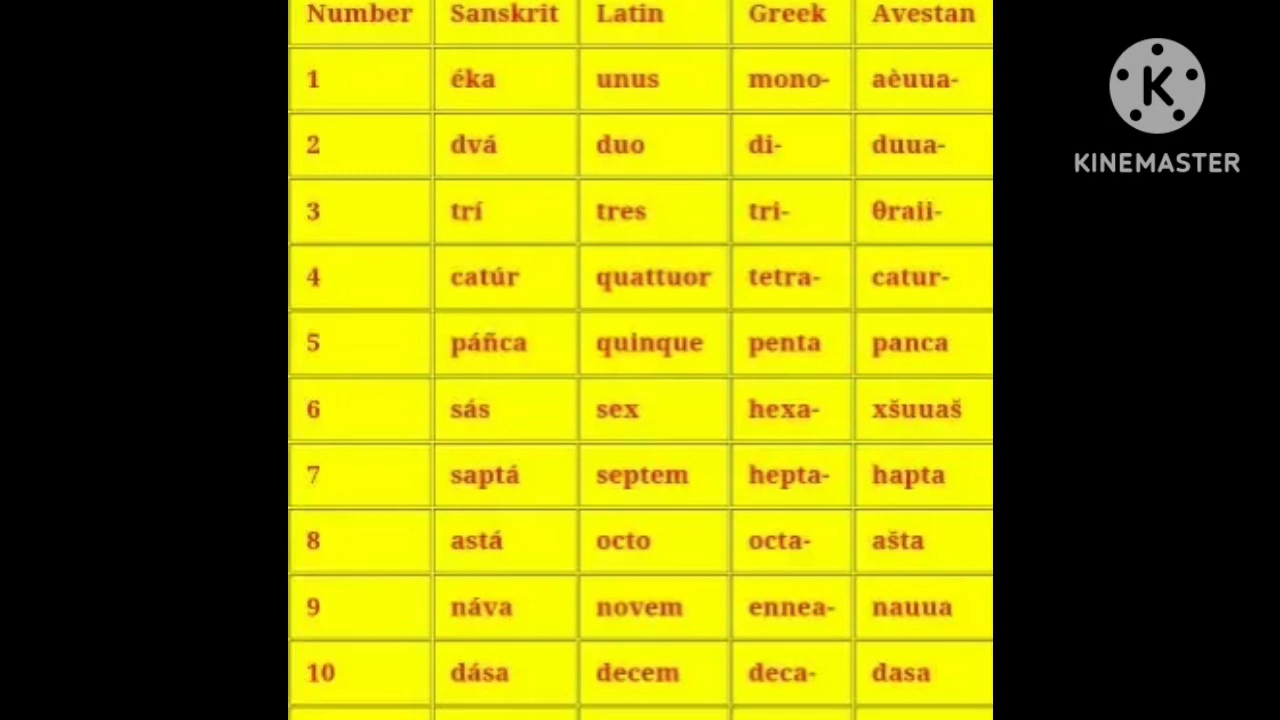 Number Sanskrit Latin Greek Avestan
1 éka unus mono- aèuua-
2 dvá duo di- duua-
3 trí tres tri- θraii-
4 catúr quattuor tetra- catur-
5 páñca quinque penta panca
6 sás sex hexa- xšuuaš
7 saptá septem hepta- hapta
8 astá octo octa- ašta
9 náva novem ennea- nauua
10 dása decem deca- dasa
K
KINEMASTER